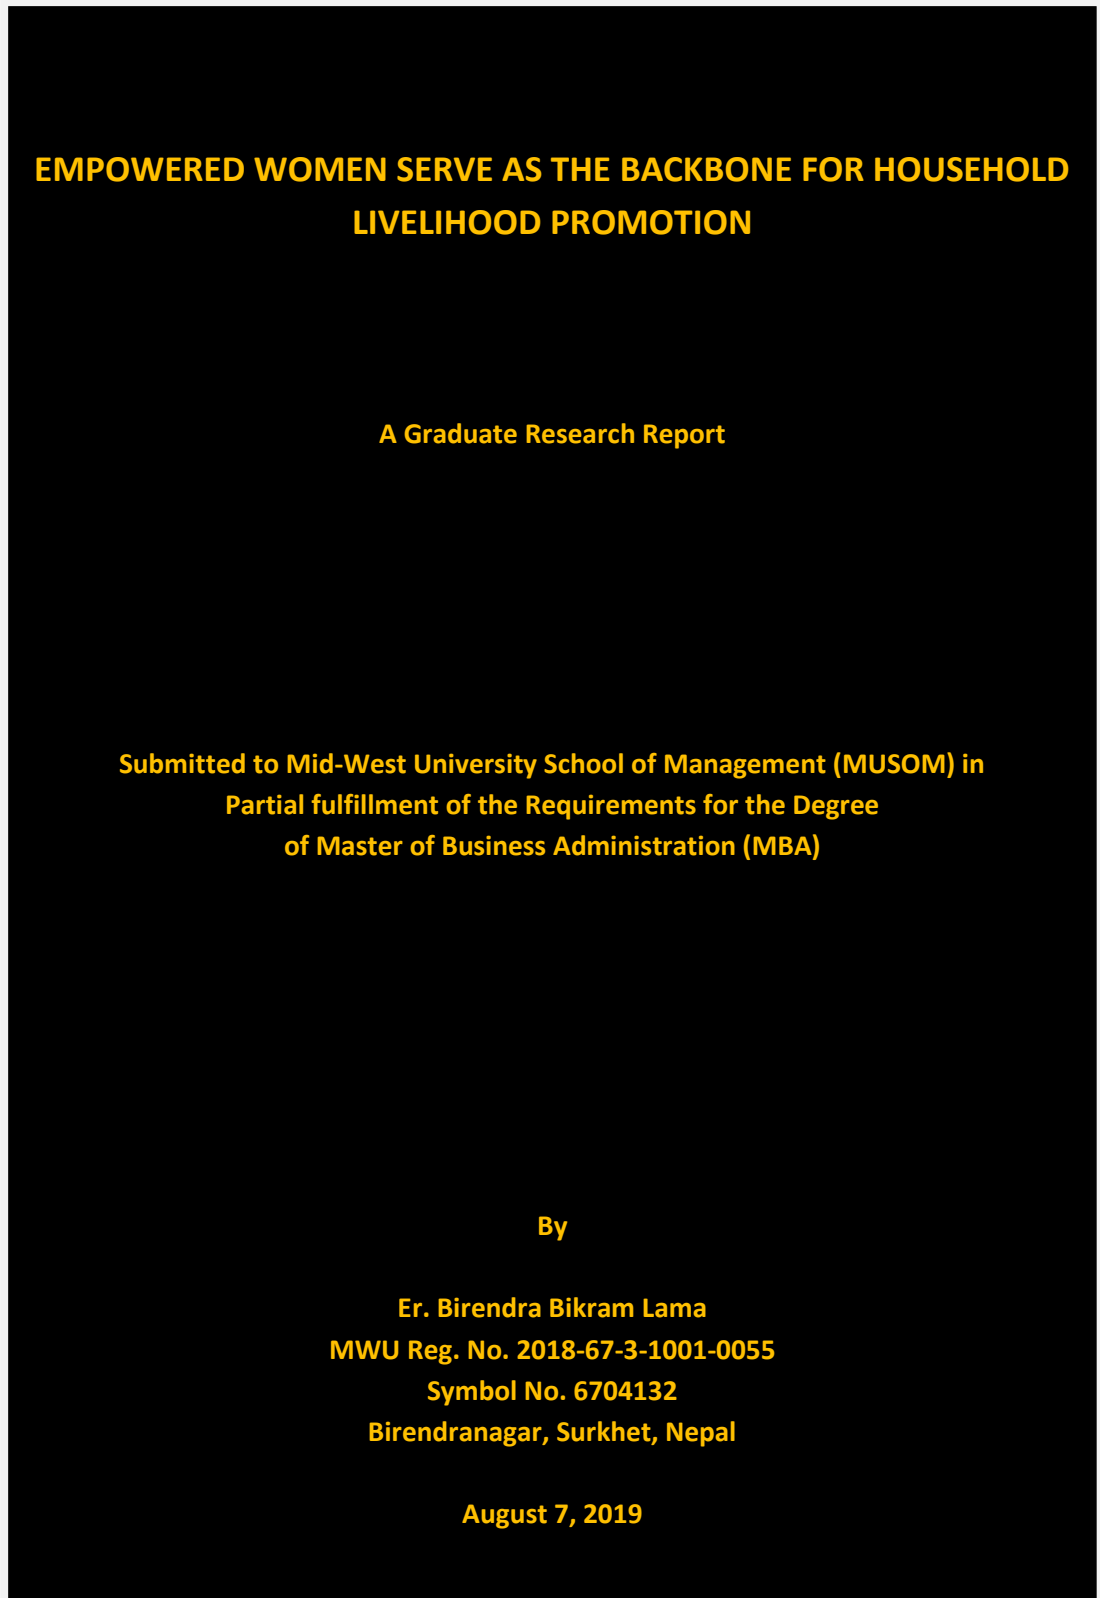 EMPOWERED WOMEN SERVE AS THE BACKBONE FOR HOUSEHOLD
LIVELIHOOD PROMOTION
A Graduate Research Report
Submitted to Mid-West University School of Management (MUSOM) in
Partial fulfillment of the Requirements for the Degree
of Master of Business Administration (MBA)
By
Er. Birendra Bikram Lama
MWU Reg. No. 2018-67-3-1001-0055
Symbol No. 6704132
Birendranagar, Surkhet, Nepal
August 7, 2019